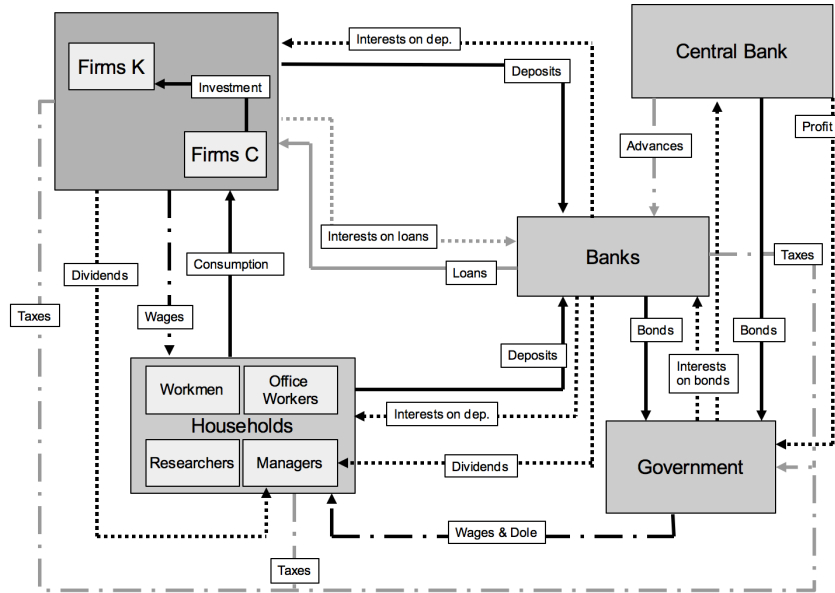 Firms K
Investment
Firms C
Interests on dep.
Deposits
Central Bank
Advances
Profit
Interests on loans
Loans
Banks
Taxes
Dividends
Consumption
Taxes
Wages
Deposits
Bonds
Bonds
Interests
on bonds
Workmen
Office
Workers
Households
Researchers
Managers
Interests on dep.
Dividends
Government
Wages & Dole
Taxes